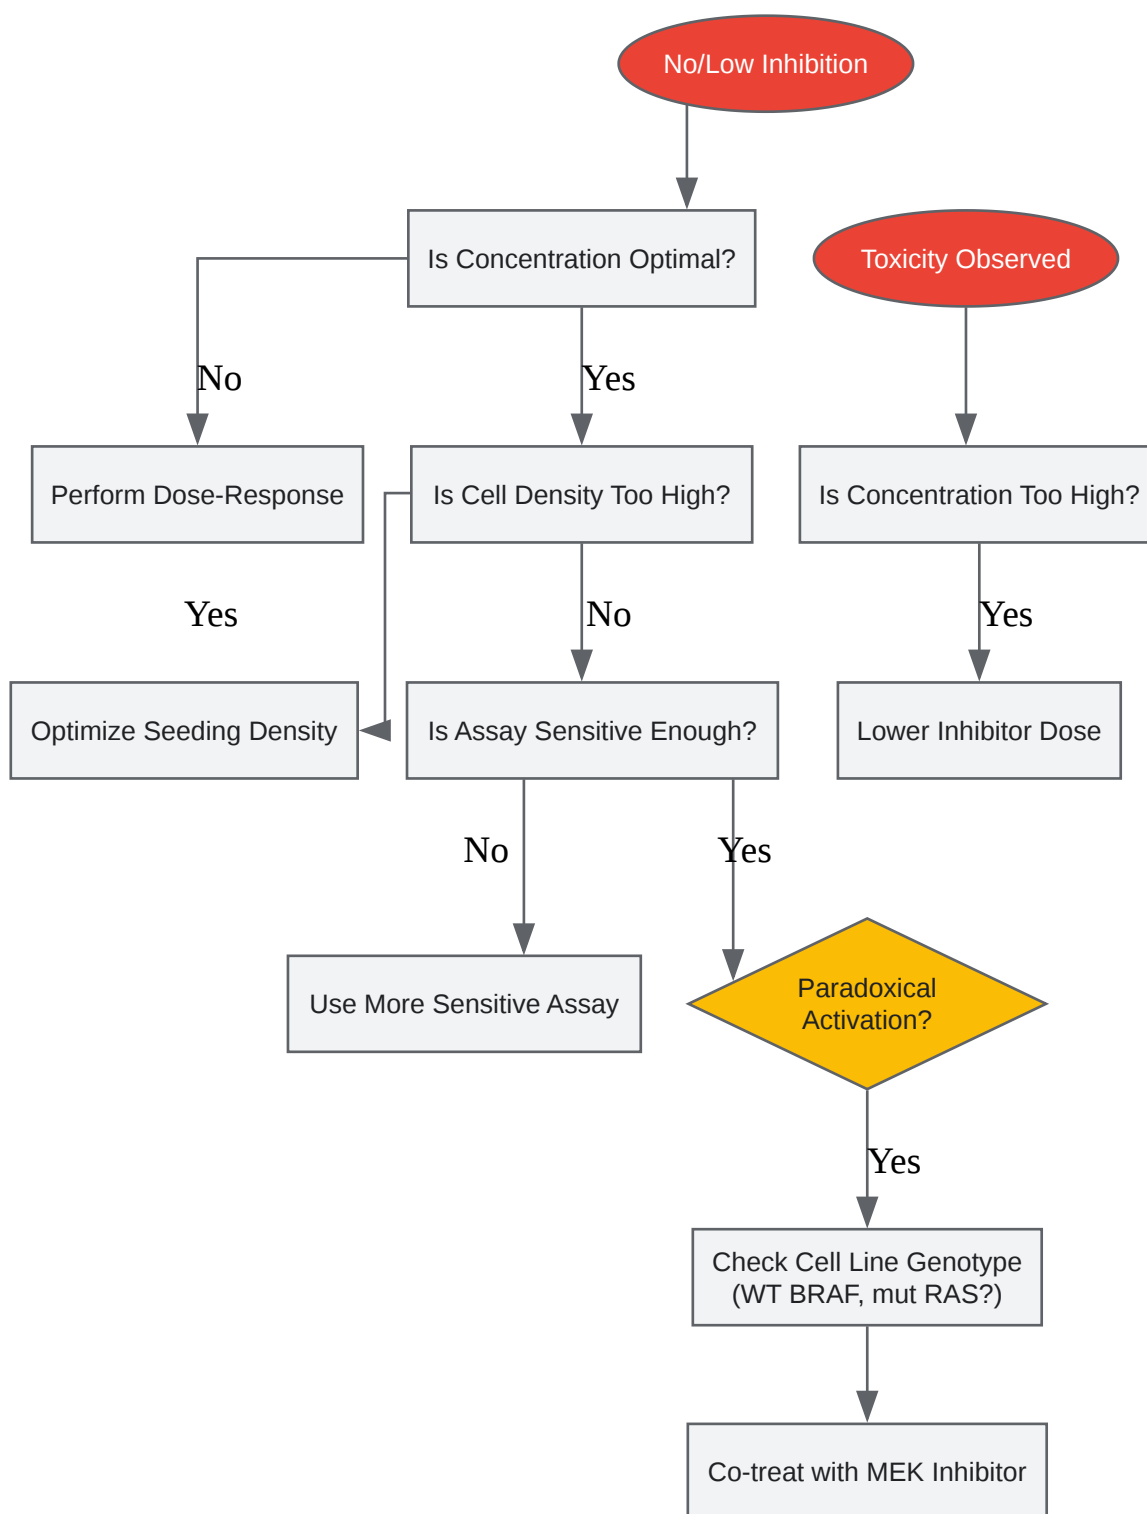 No/Low Inhibition
Is Concentration Optimal?
Toxicity Observed
No
Yes
Perform Dose-Response
Is Cell Density Too High?
Is Concentration Too High?
Yes
No
Yes
Optimize Seeding Density
Is Assay Sensitive Enough?
Lower Inhibitor Dose
No
Yes
Paradoxical
Activation?
Use More Sensitive Assay
Yes
Check Cell Line Genotype
(WT BRAF, mut RAS?)
Co-treat with MEK Inhibitor